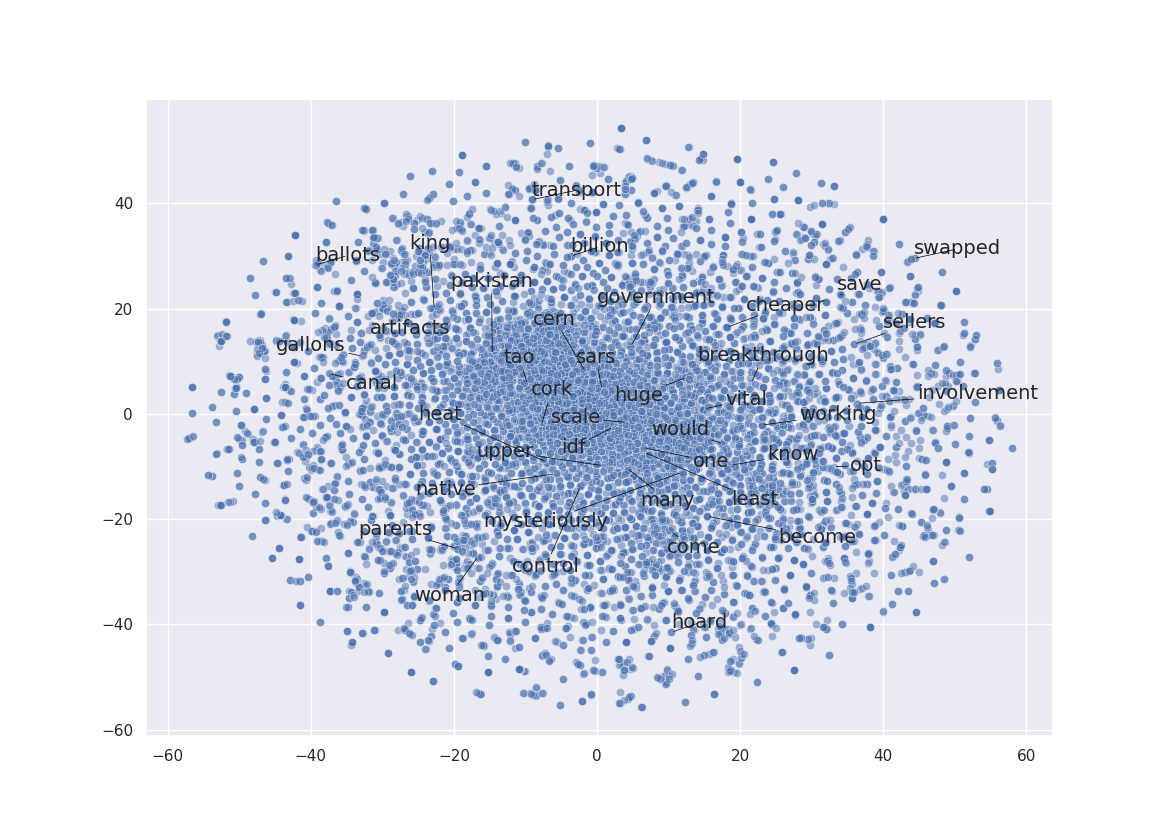 transport
king
billion
swapped
ballots
pakistan
save
government
cheaper
cern
sellers
artifacts
gallons
tao
sars
breakthrough
canal
cork
huge
vital
involvement
heat
scale
working
would
upper
idf
one
know
opt
native
many
least
mysteriously
parents
become
come
control
woman
hoard
40
20
0
−20
−40
−60
−60
−40
−20
0
20
40
60